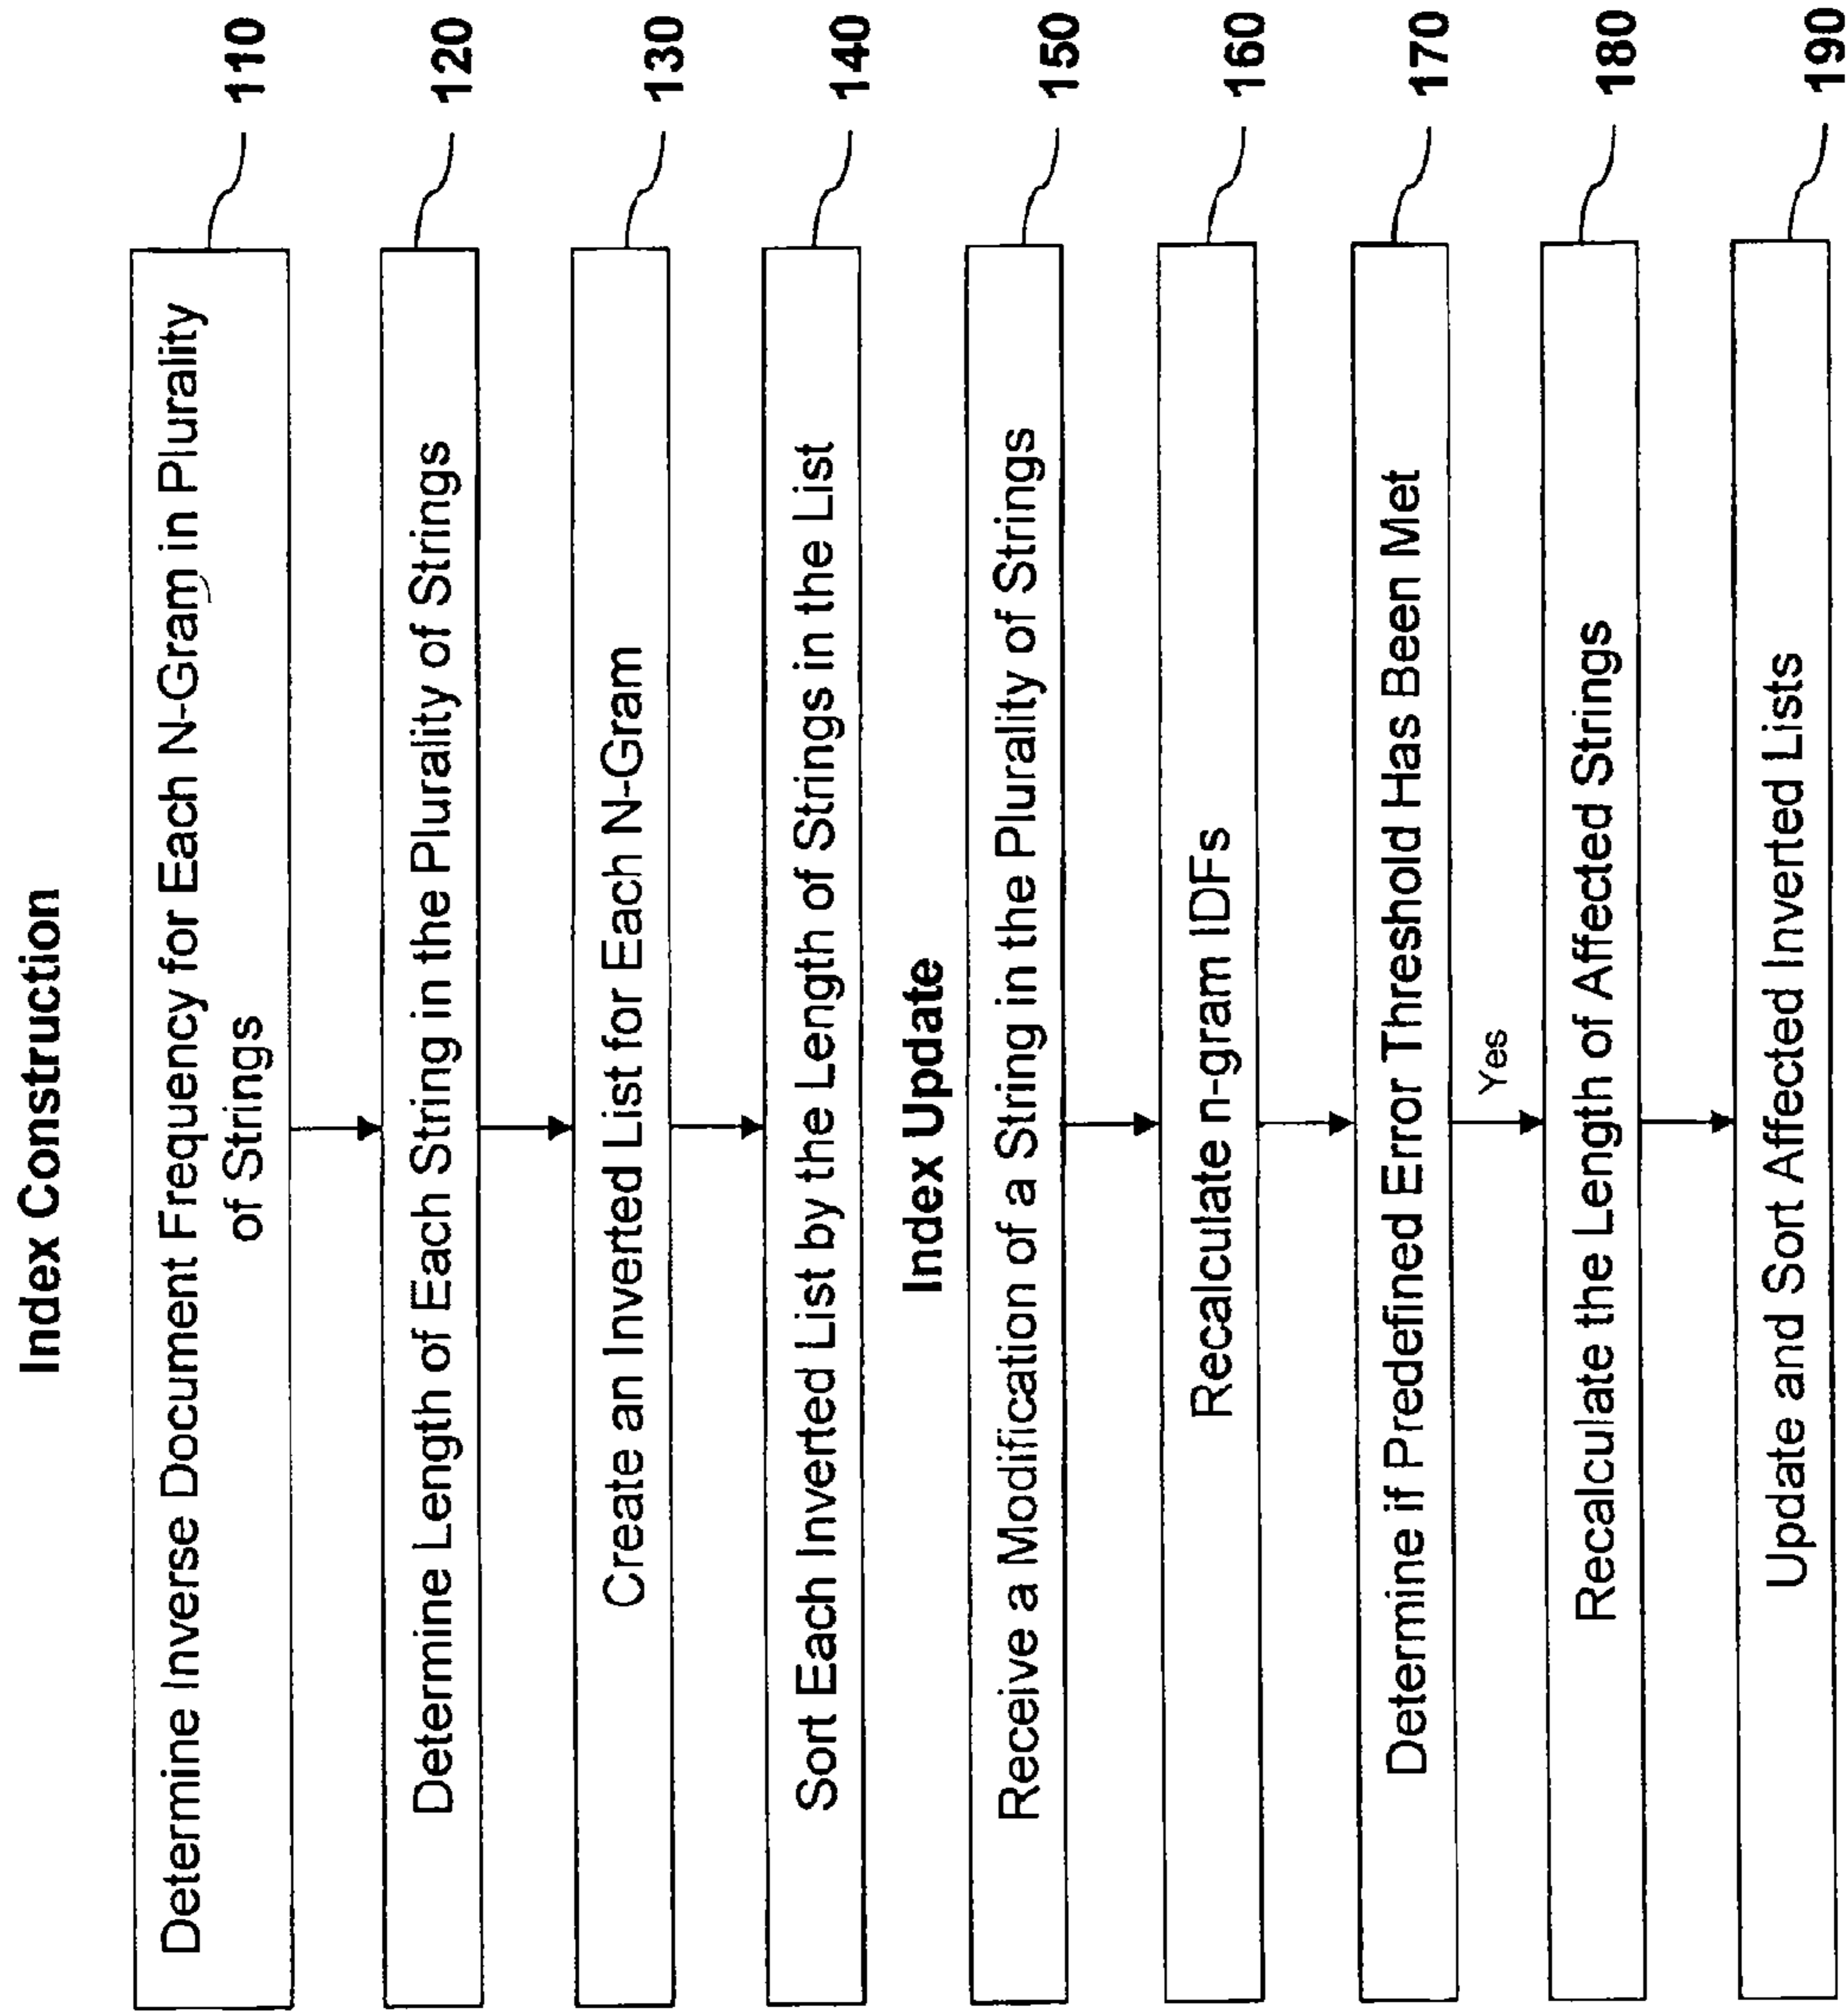 Index Construction
Determine Inverse Document Frequency for Each N-Gram in Plurality
of Strings
110
Determine Length of Each String in the Plurality of Strings
120
Create an Inverted List for Each N-Gram
130
Sort Each Inverted List by the Length of Strings in the List
140
Index Update
Receive a Modification of a String in the Plurality of Strings
150
Recalculate n-gram IDFs
160
Determine if Predefined Error Threshold Has Been Met
170
Yes
Recalculate the Length of Affected Strings
180
Update and Sort Affected Inverted Lists
190